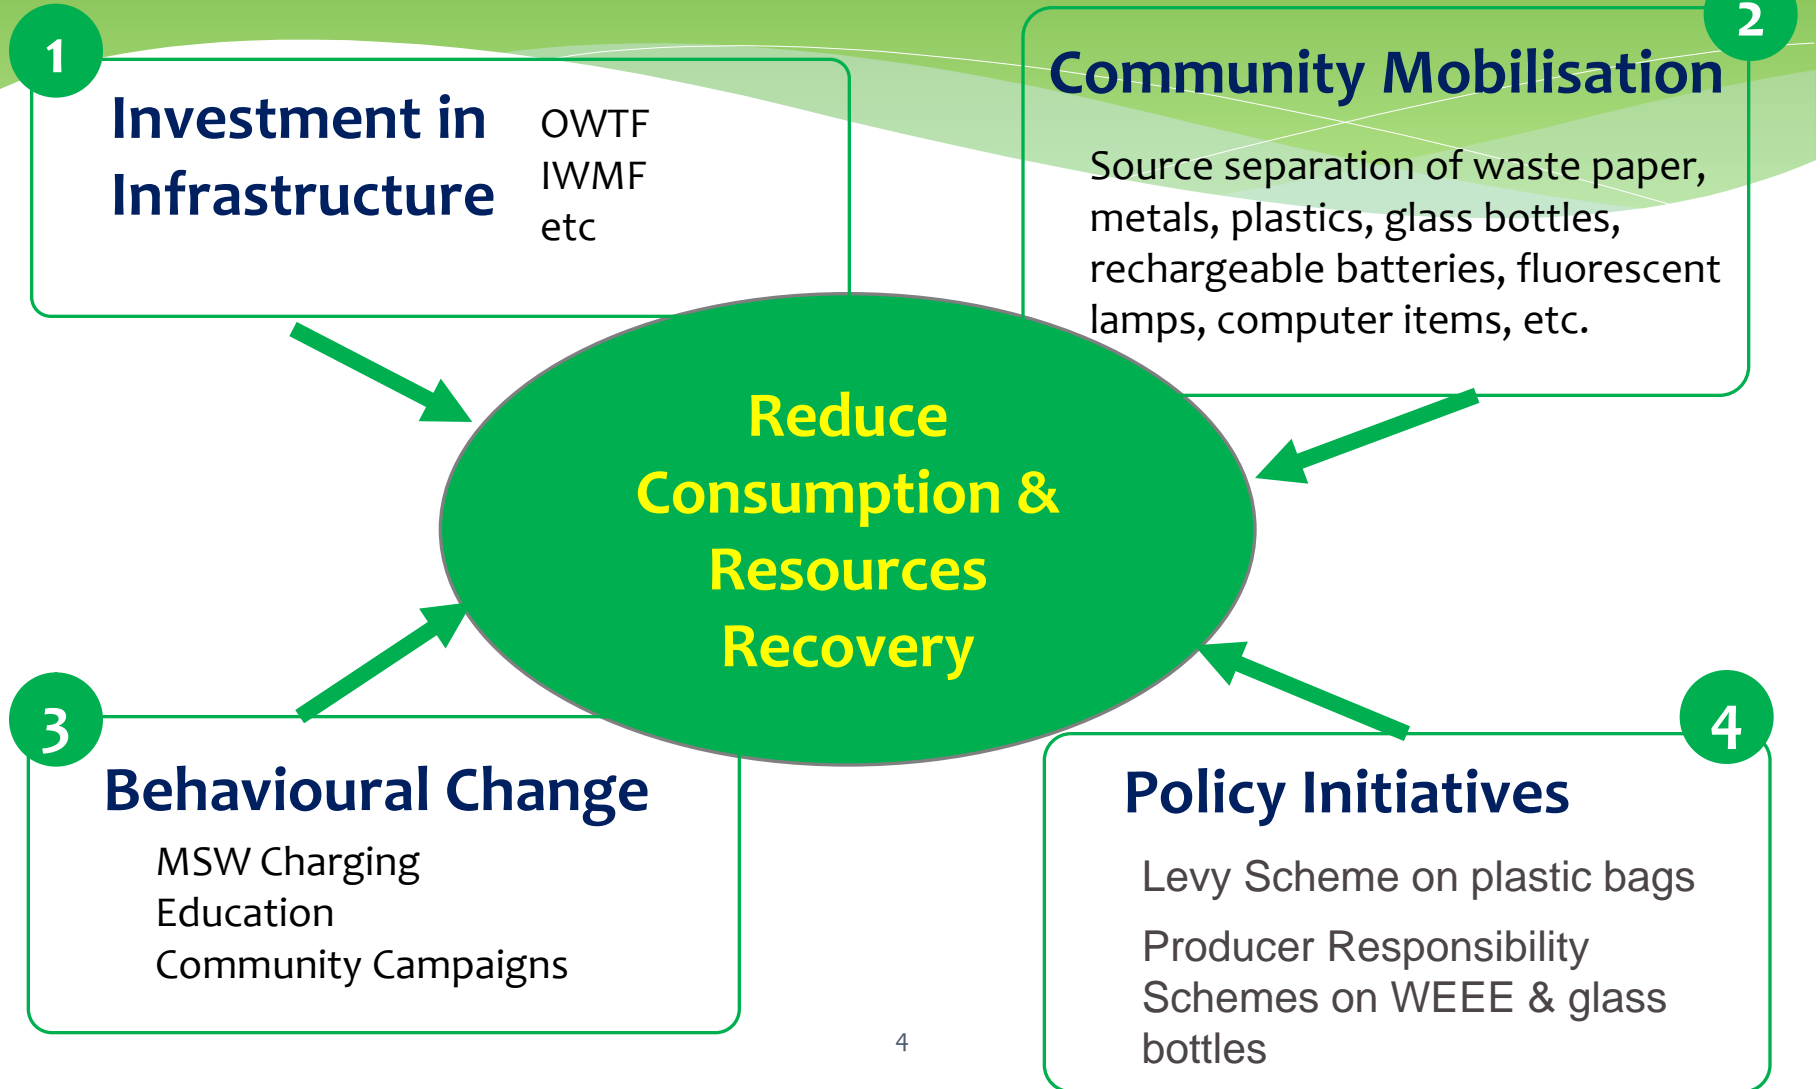 1
Investment in
Infrastructure
OWTF
IWMF
etc
2
Community Mobilisation
Source separation of waste paper,
metals, plastics, glass bottles,
rechargeable batteries, fluorescent
lamps, computer items, etc.
Reduce
Consumption &
Resources
Recovery
3
Behavioural Change
MSW Charging
Education
Community Campaigns
4
Policy Initiatives
Levy Scheme on plastic bags
Producer Responsibility
Schemes on WEEE & glass
bottles
4